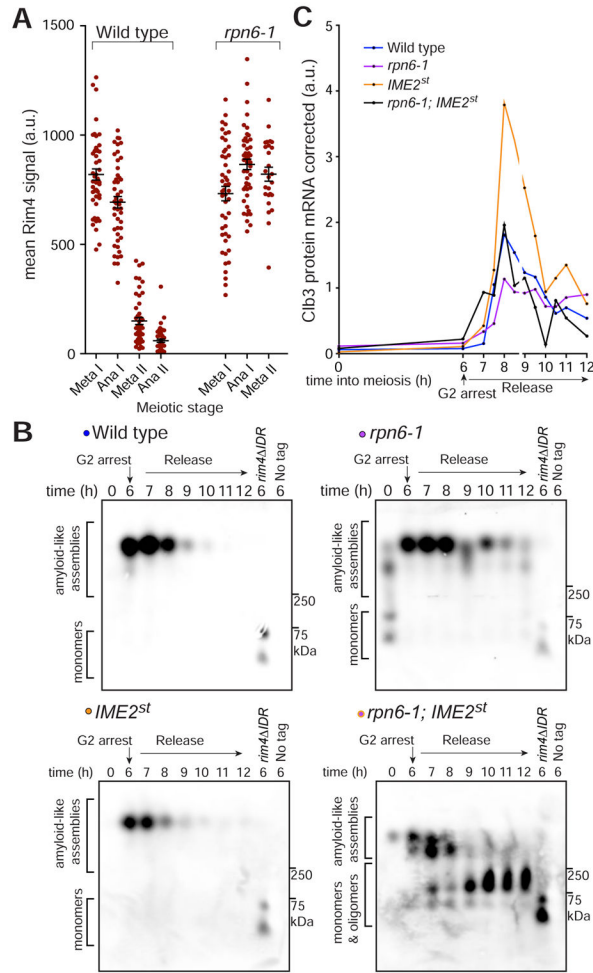 A
Wild type
rpn6-1
1500
1000
500
0
mean Rim4 signal (a.u.)
Meta I
Ana I
Meta II
Ana II
Meta I
Ana I
Meta II
Meiotic stage
C
Clb3 protein mRNA corrected (a.u.)
5
4
3
2
1
0
Wild type
rpn6-1
IME2st
rpn6-1; IME2st
0 6 7 8 9 10 11 12
time into meiosis (h)
G2 arrest
Release
B
Wild type
G2 arrest
Release
rim4ΔIDR
No tag
time (h) 0 6 7 8 9 10 11 12 6 6
amyloid-like
assemblies
monomers
250
75
kDa
rpn6-1
G2 arrest
Release
rim4ΔIDR
No tag
time (h) 0 6 7 8 9 10 11 12 6 6
amyloid-like
assemblies
monomers
250
75
kDa
IME2st
G2 arrest
Release
rim4ΔIDR
No tag
time (h) 0 6 7 8 9 10 11 12 6 6
amyloid-like
assemblies
monomers
250
75
kDa
rpn6-1; IME2st
G2 arrest
Release
rim4ΔIDR
No tag
time (h) 0 6 7 8 9 10 11 12 6 6
amyloid-like
assemblies
monomers
& oligomers
250
75
kDa